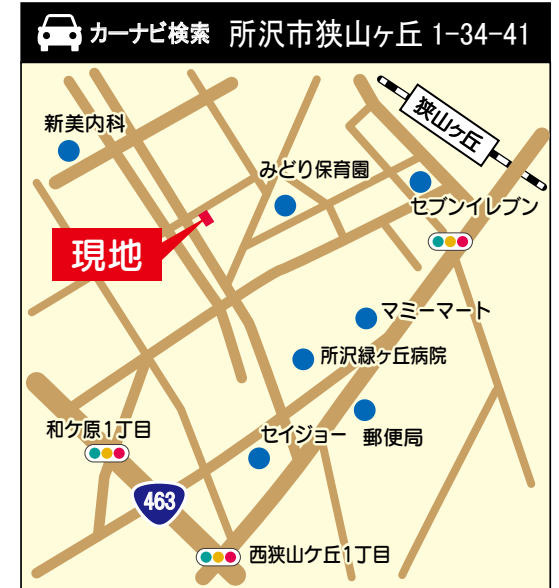 カーナビ検索 所沢市狭山ヶ丘 1-34-41
狭山ヶ丘
新美内科
みどり保育園
セブンイレブン
現地
マミーマート
所沢緑ヶ丘病院
和ケ原1丁目
セイジョー
郵便局
463
西狭山ケ丘1丁目